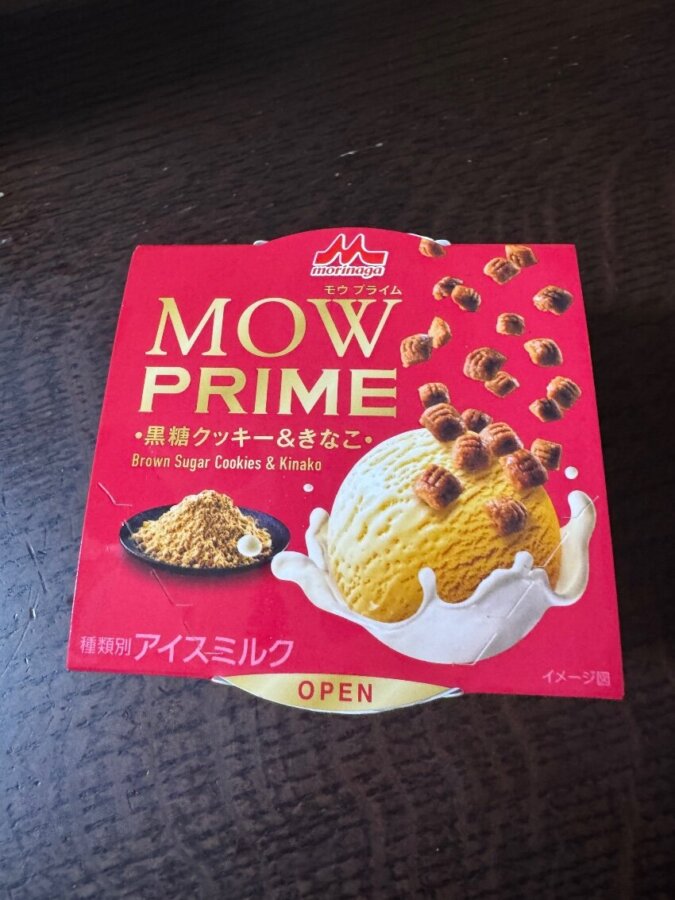 morinaga
モウ プライム
MOW
PRIME
・黒糖クッキー&きなこ・
Brown Sugar Cookies & Kinako
種類別 アイスミルク
イメージ図
OPEN